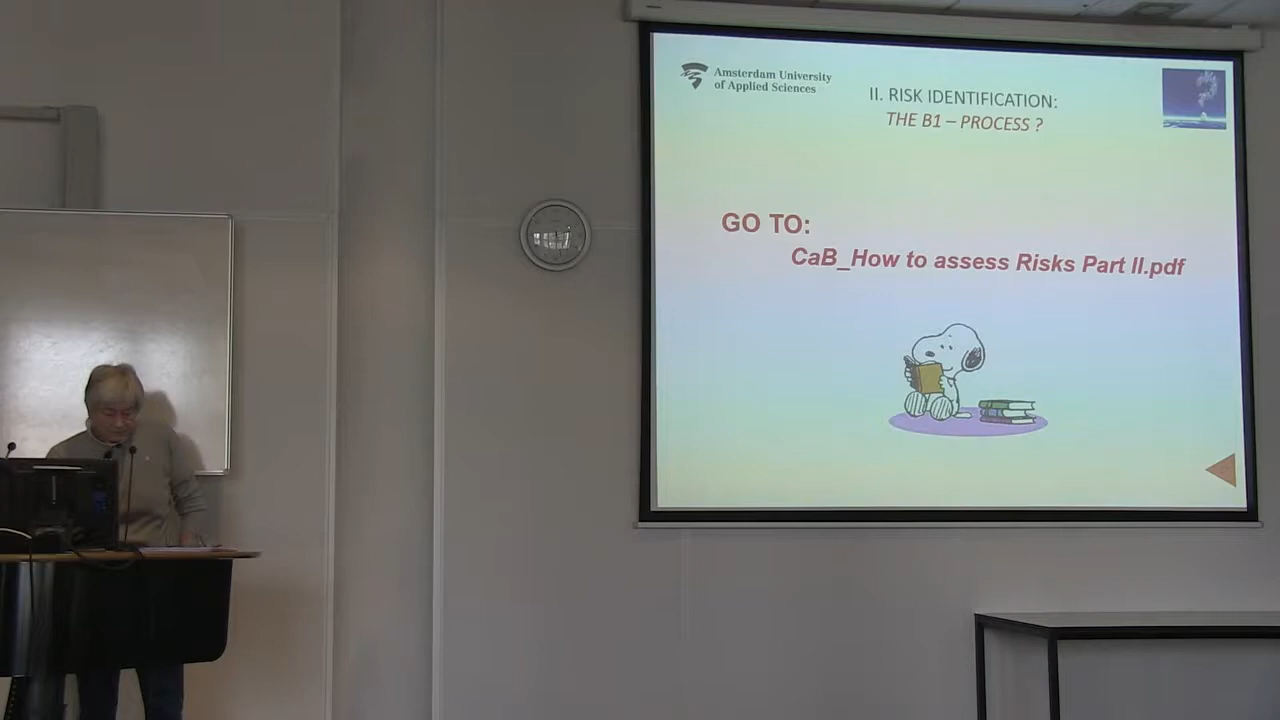 Amsterdam University
of Applied Sciences
II. RISK IDENTIFICATION:
THE B1 – PROCESS ?
GO TO:
CaB_How to assess Risks Part II.pdf